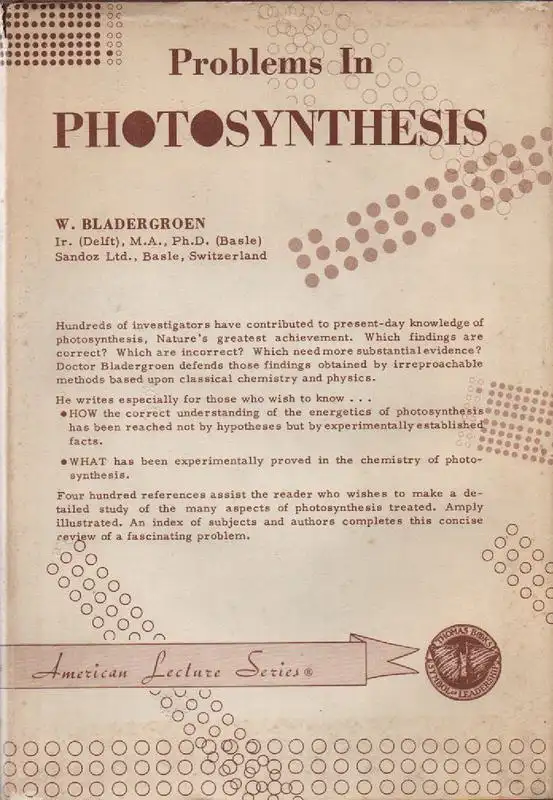 Problems In
PHOTOSYNTHESIS
W. BLADERGROEN
Ir. (Delft), M.A., Ph.D. (Basle)
Sandoz Ltd., Basle, Switzerland
Hundreds of investigators have contributed to present-day knowledge of
photosynthesis, Nature's greatest achievement. Which findings are
correct? Which are incorrect? Which need more substantial evidence?
Doctor Bladergroen defends those findings obtained by irreproachable
methods based upon classical chemistry and physics.
He writes especially for those who wish to know . . .
●HOW the correct understanding of the energetics of photosynthesis
has been reached not by hypotheses but by experimentally established
facts.
●WHAT has been experimentally proved in the chemistry of photo-
synthesis.
Four hundred references assist the reader who wishes to make a de-
tailed study of the many aspects of photosynthesis treated. Amply
illustrated. An index of subjects and authors completes this concise
review of a fascinating problem.
American Lecture Series®
THOMAS BOOKS
SYMBOL OF LEADERSHIP